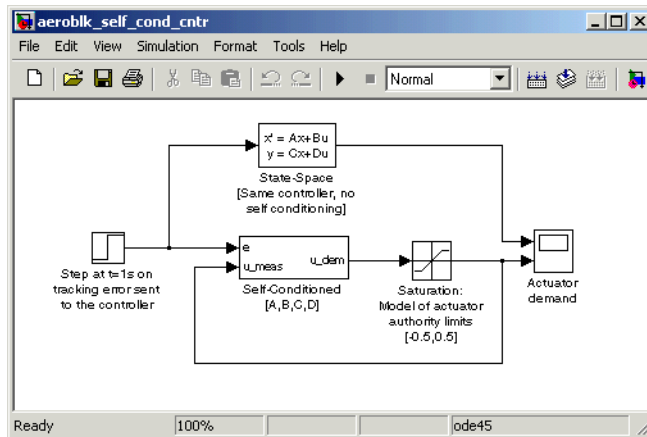 aeroblk_self_cond_cntr
File Edit View Simulation Format Tools Help
Normal
x' = Ax+Bu
y = Cx+Du
State-Space
[Same controller, no
self conditioning]
e
u_meas
u_dem
Step at t=1s on
tracking error sent
to the controller
Self-Conditioned
[A,B,C,D]
Saturation:
Model of actuator
authority limits
[-0.5,0.5]
Actuator
demand
Ready 100% ode45